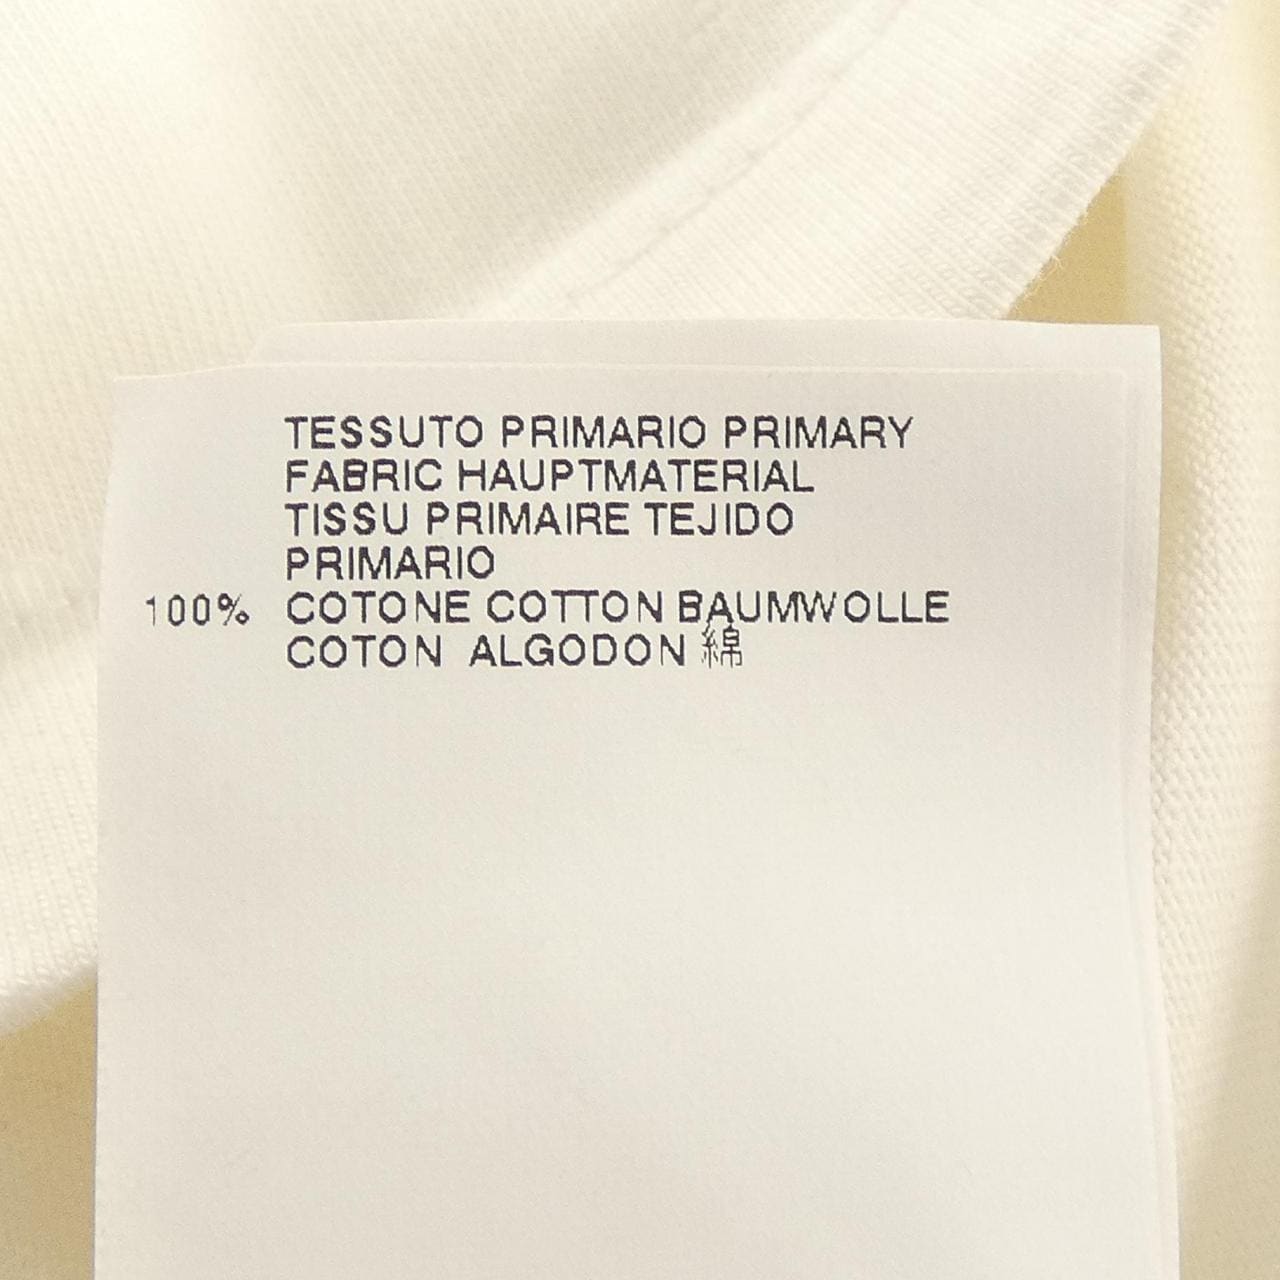 TESSUTO PRIMARIO PRIMARY
FABRIC HAUPTMATERIAL
TISSU PRIMAIRE TEJIDO
PRIMARIO
100% COTONE COTTON BAUMWOLLE
COTON ALGODON 綿